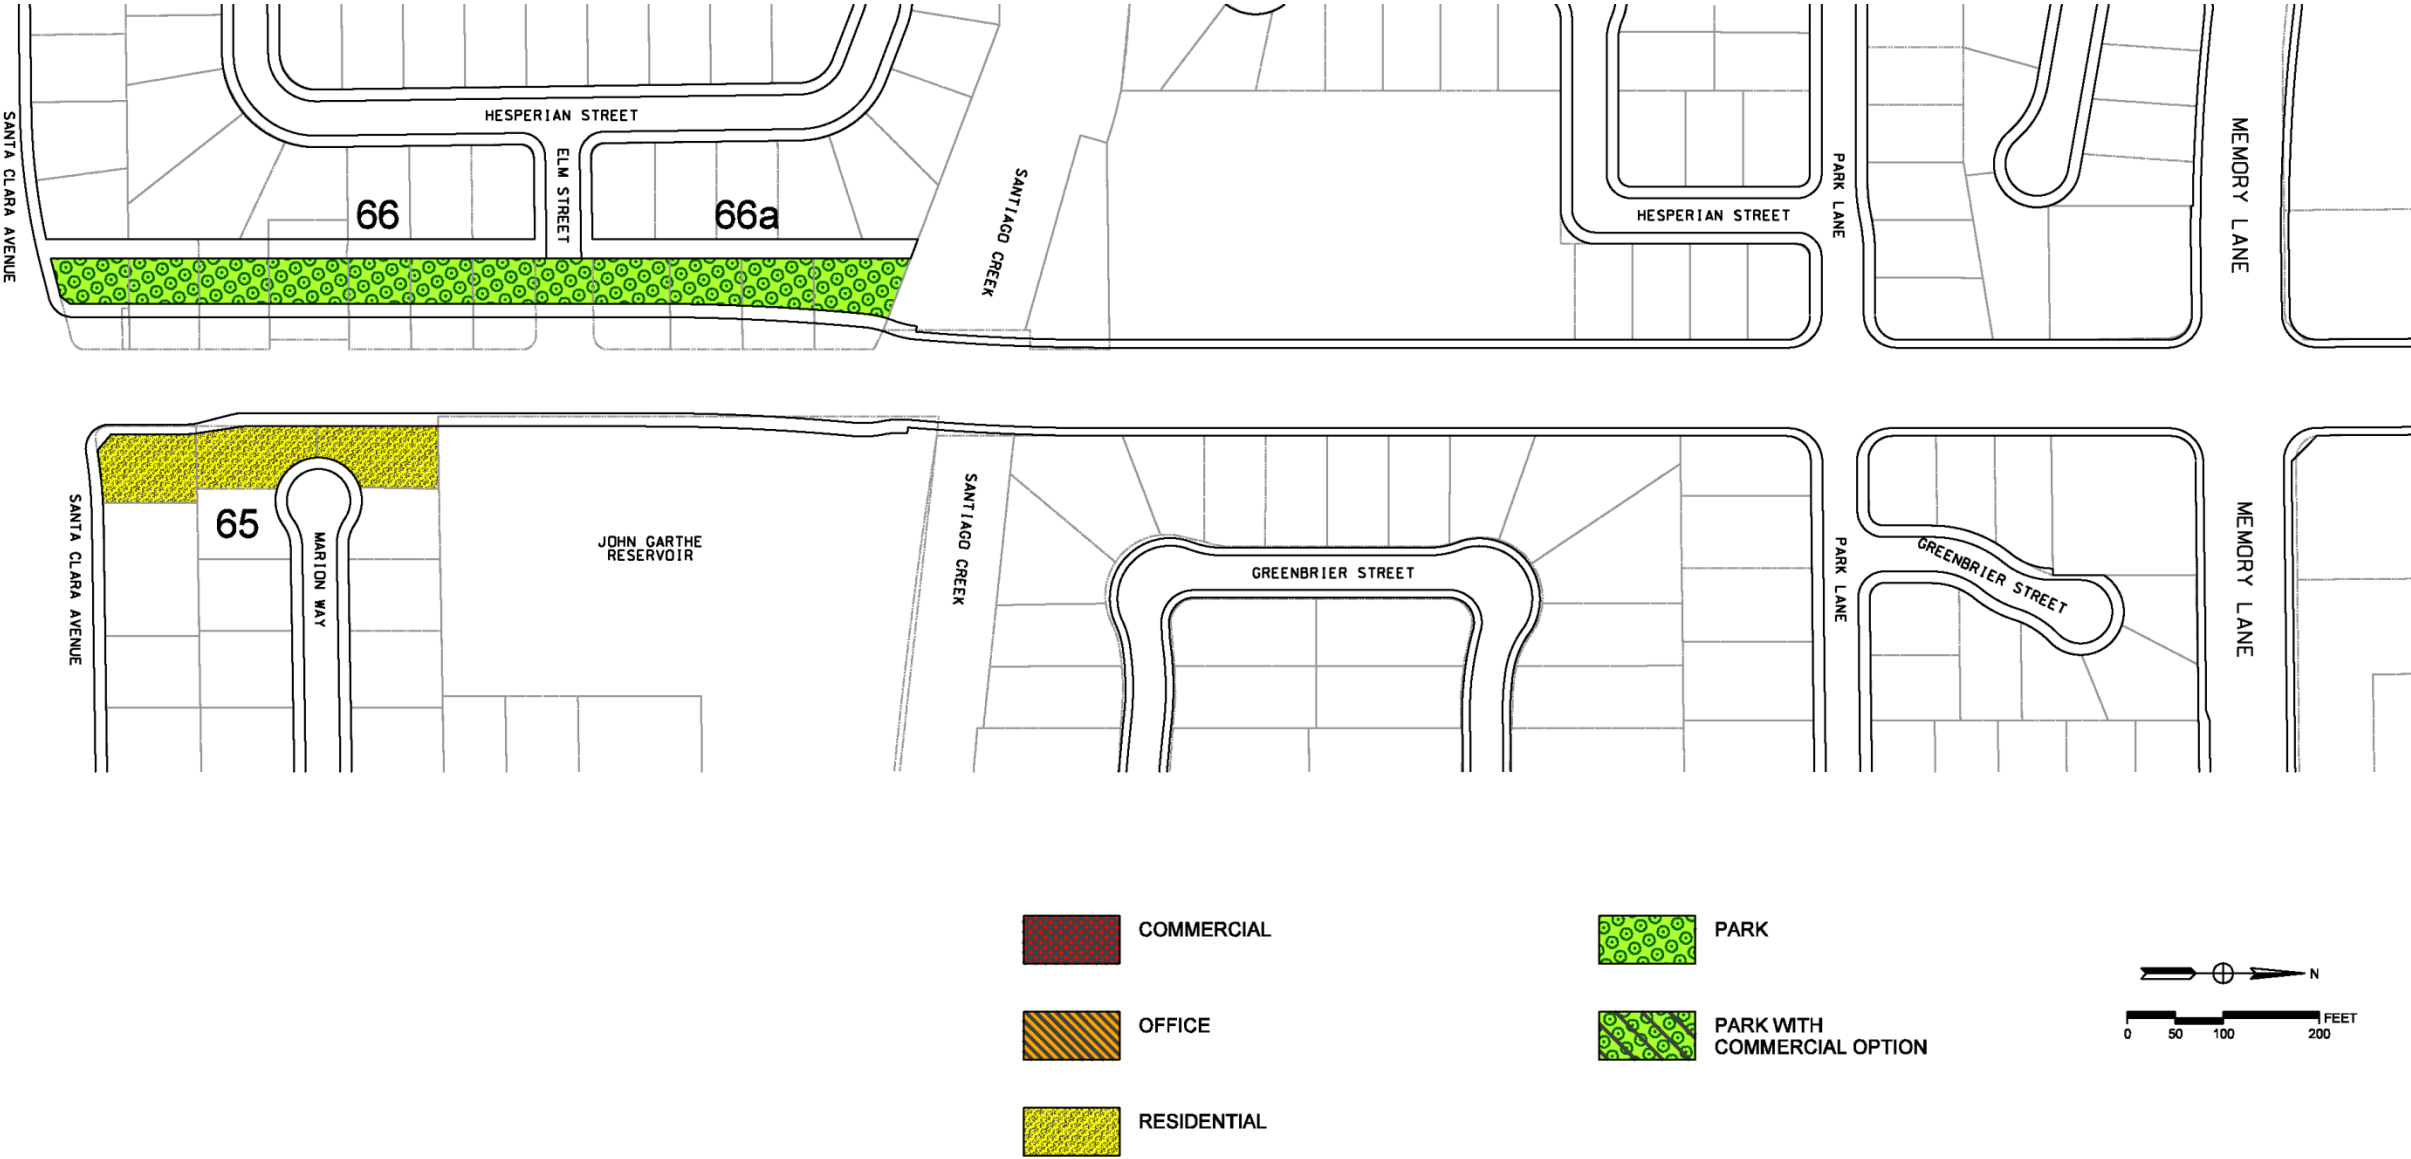 HESPERIAN STREET
SANTA CLARA AVENUE
ELM STREET
66
66a
SANTIAGO CREEK
HESPERIAN STREET
PARK LANE
MEMORY LANE
SANTA CLARA AVENUE
65
MARION WAY
JOHN GARTHE
RESERVOIR
SANTIAGO CREEK
GREENBRIER STREET
PARK LANE
GREENBRIER STREET
MEMORY LANE
COMMERCIAL
PARK
OFFICE
PARK WITH
COMMERCIAL OPTION
RESIDENTIAL
N
FEET
0 50 100 200